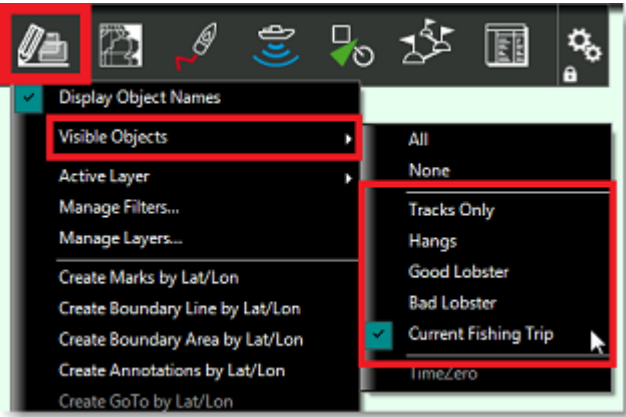 Display Object Names
Visible Objects
Active Layer
Manage Filters...
Manage Layers...
Create Marks by Lat/Lon
Create Boundary Line by Lat/Lon
Create Boundary Area by Lat/Lon
Create Annotations by Lat/Lon
Create GoTo by Lat/Lon
All
None
Tracks Only
Hangs
Good Lobster
Bad Lobster
Current Fishing Trip
TimeZero